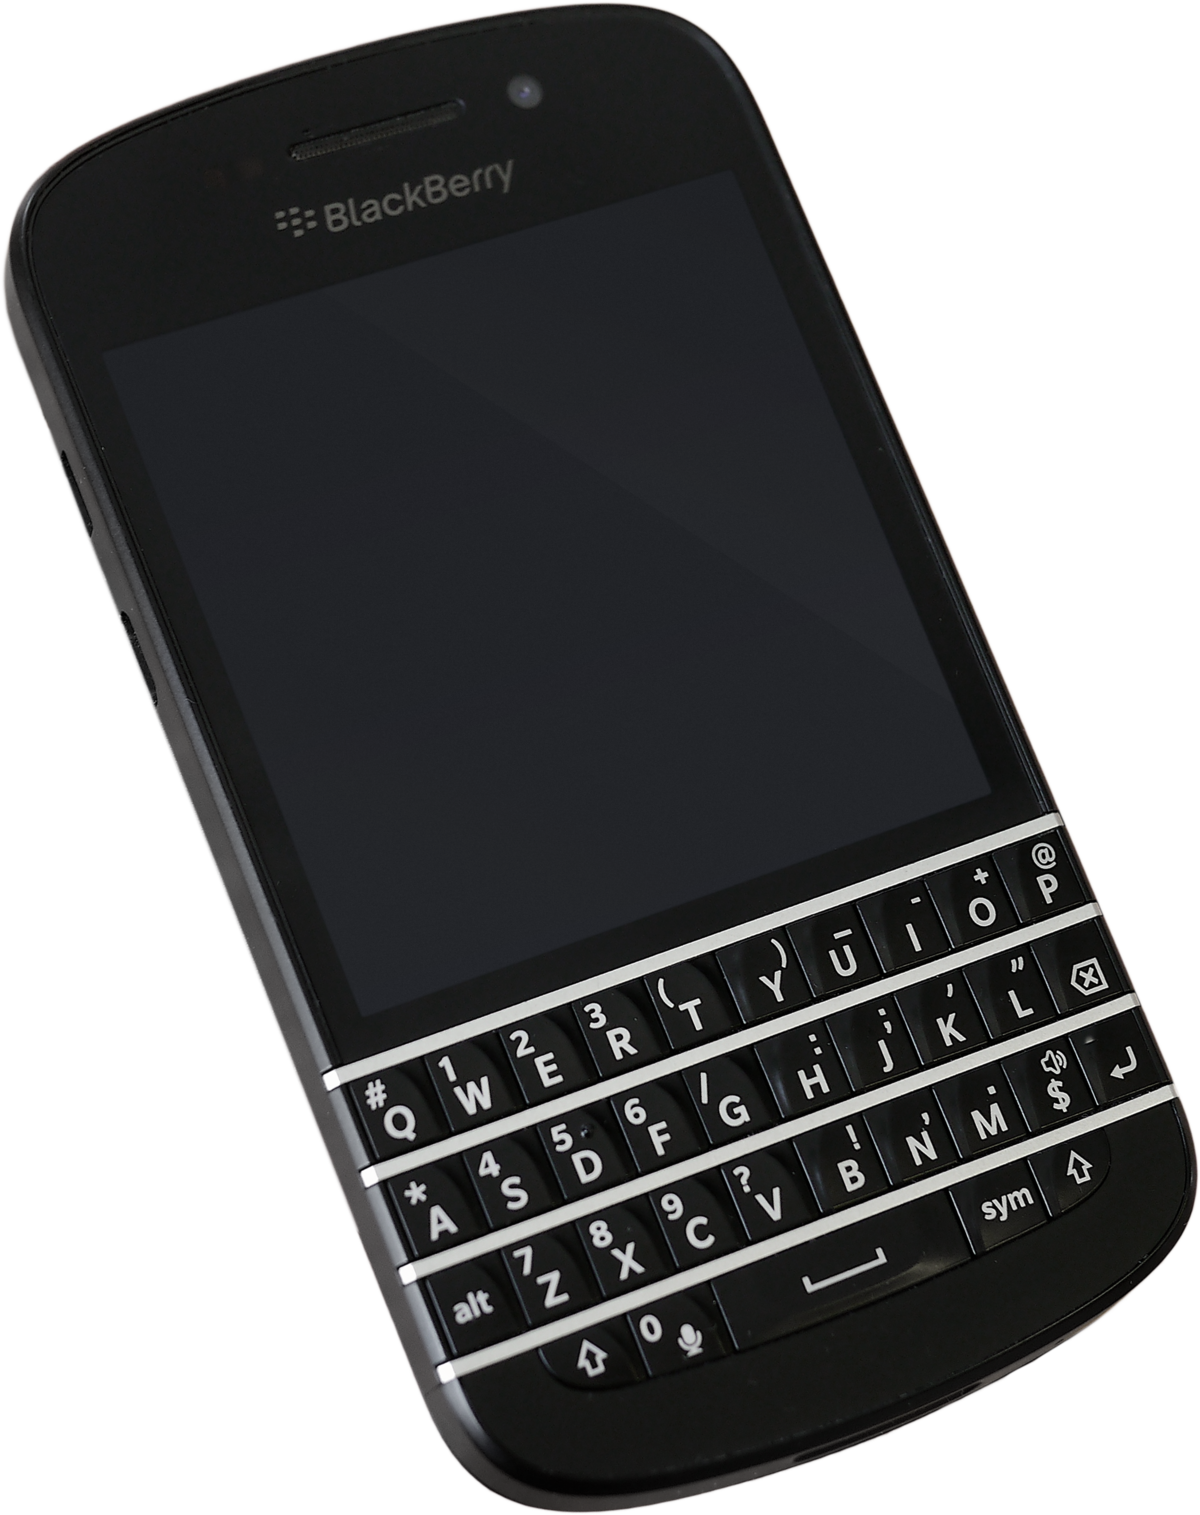 BlackBerry
# Q 1 W 2 E 3 R ( T ) Y _ U - I + O @ P
* A 4 S 5 D 6 F / G : H ; J ' K " L
alt 7 Z 8 X 9 C ? V ! B , N . M $
0 sym